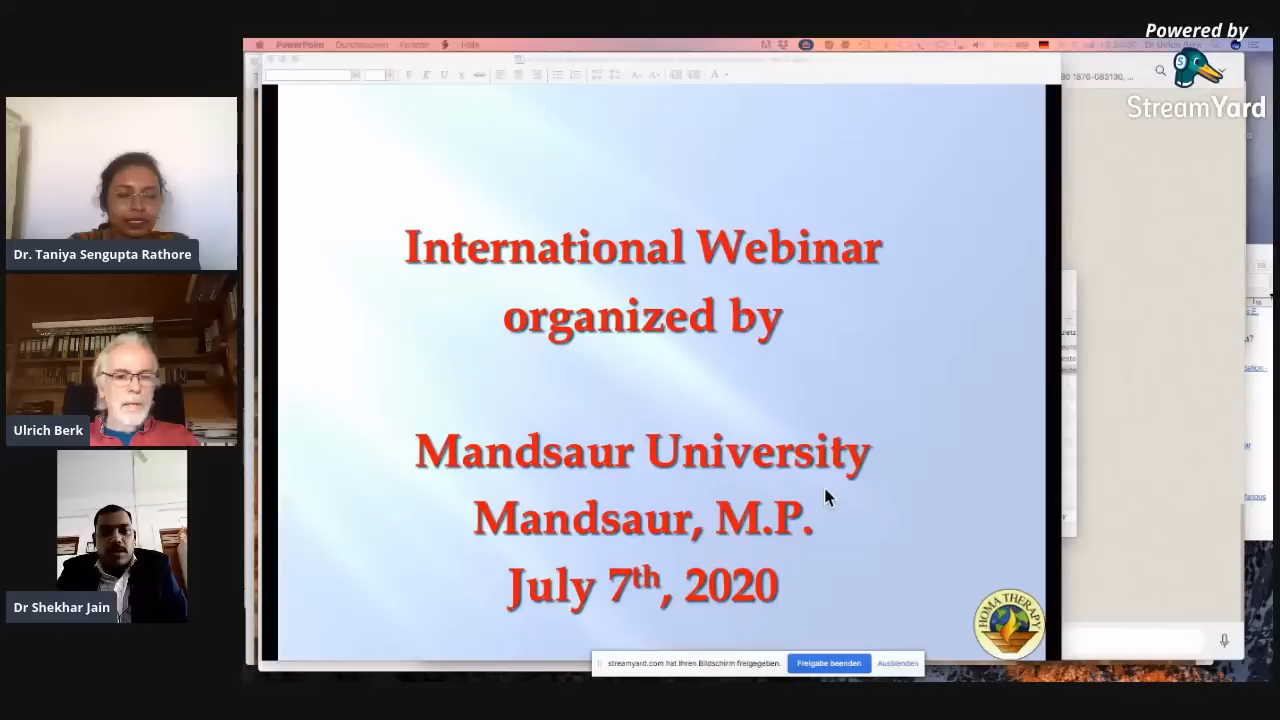 Powered by
StreamYard
PowerPoint
Dr. Taniya Sengupta Rathore
Ulrich Berk
Dr Shekhar Jain
International Webinar
organized by
Mandsaur University
Mandsaur, M.P.
July 7th, 2020
HOMA THERAPY
streamyard.com hat Ihren Bildschirm freigegeben.
Freigabe beenden
Ausblenden